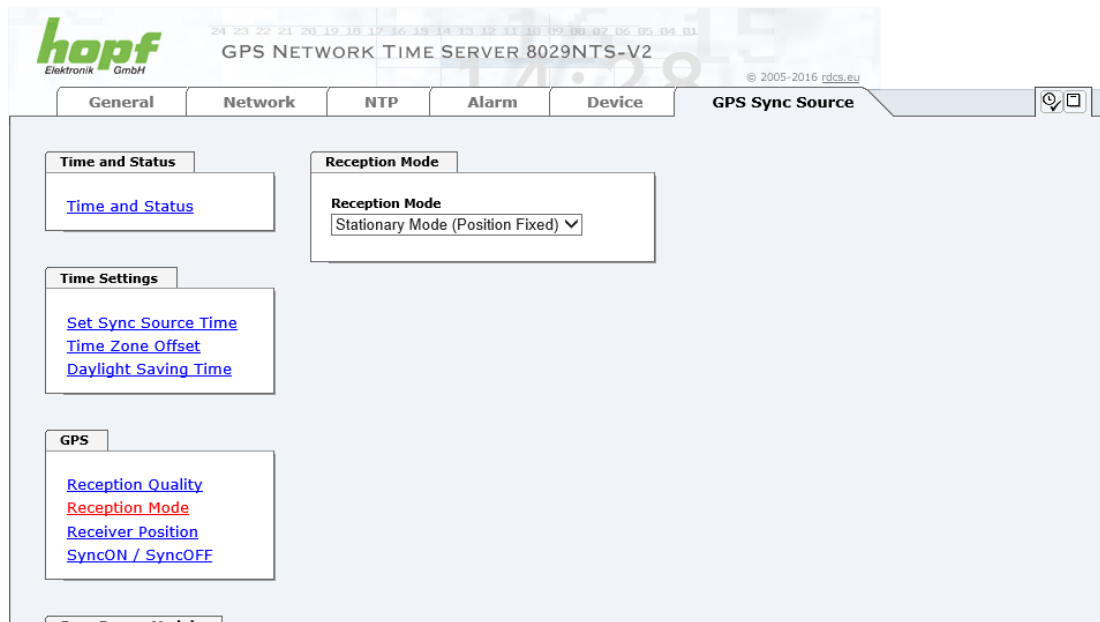 hopf
Elektronik GmbH
24 23 22 21 20 19 18 17 16 15 14 13 12 11 10 09 08 07 06 05 04 01
GPS NETWORK TIME SERVER 8029NTS-V2
14:28
15
© 2005-2016 rdcs.eu
General Network NTP Alarm Device GPS Sync Source
Time and Status
Time and Status
Reception Mode
Reception Mode
Stationary Mode (Position Fixed)
Time Settings
Set Sync Source Time
Time Zone Offset
Daylight Saving Time
GPS
Reception Quality
Reception Mode
Receiver Position
SyncON / SyncOFF